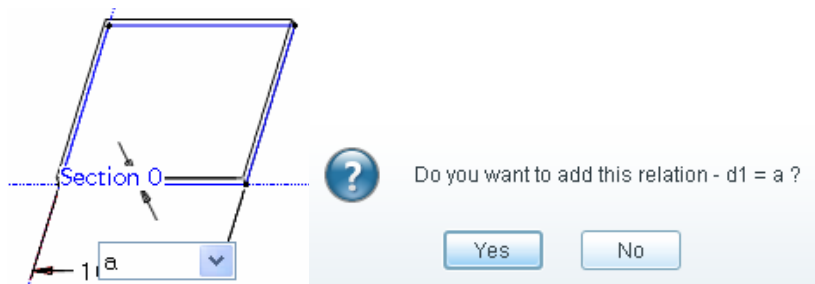 Section 0
1
a
Do you want to add this relation - d1 = a ?
Yes
No